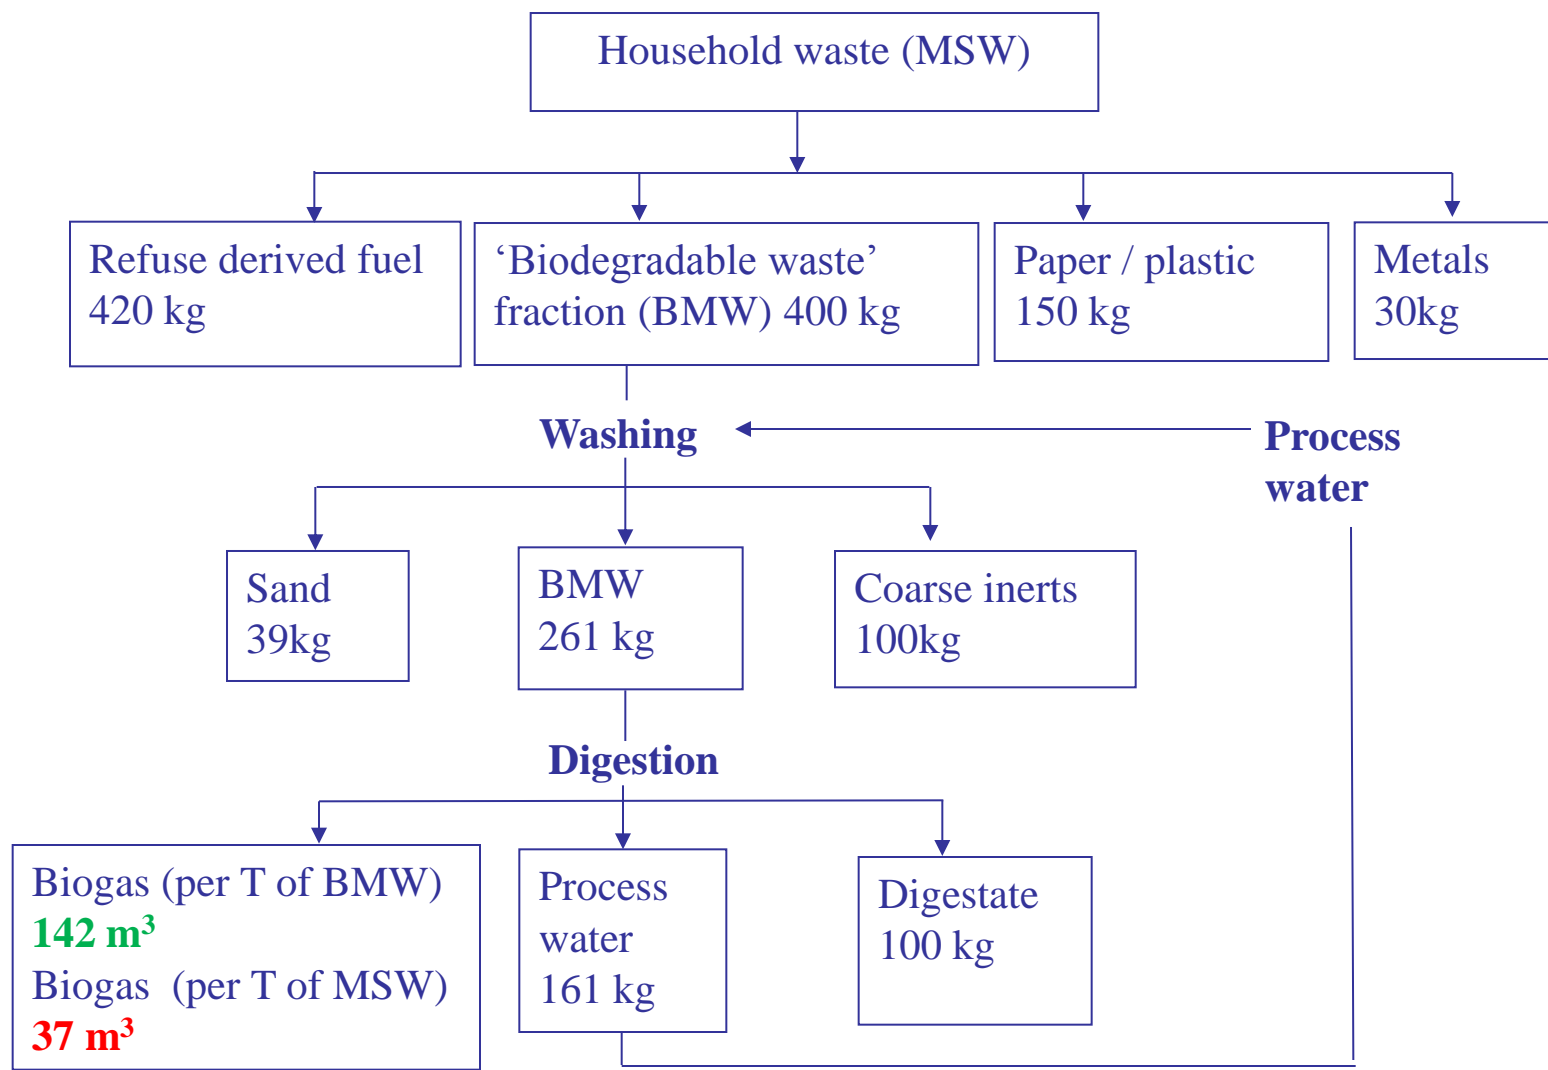 Household waste (MSW)
Refuse derived fuel
420 kg
‘Biodegradable waste’
fraction (BMW) 400 kg
Paper / plastic
150 kg
Metals
30kg
Washing
Process
water
Sand
39kg
BMW
261 kg
Coarse inerts
100kg
Digestion
Biogas (per T of BMW)
142 m³
Biogas  (per T of MSW)
37 m³
Process
water
161 kg
Digestate
100 kg